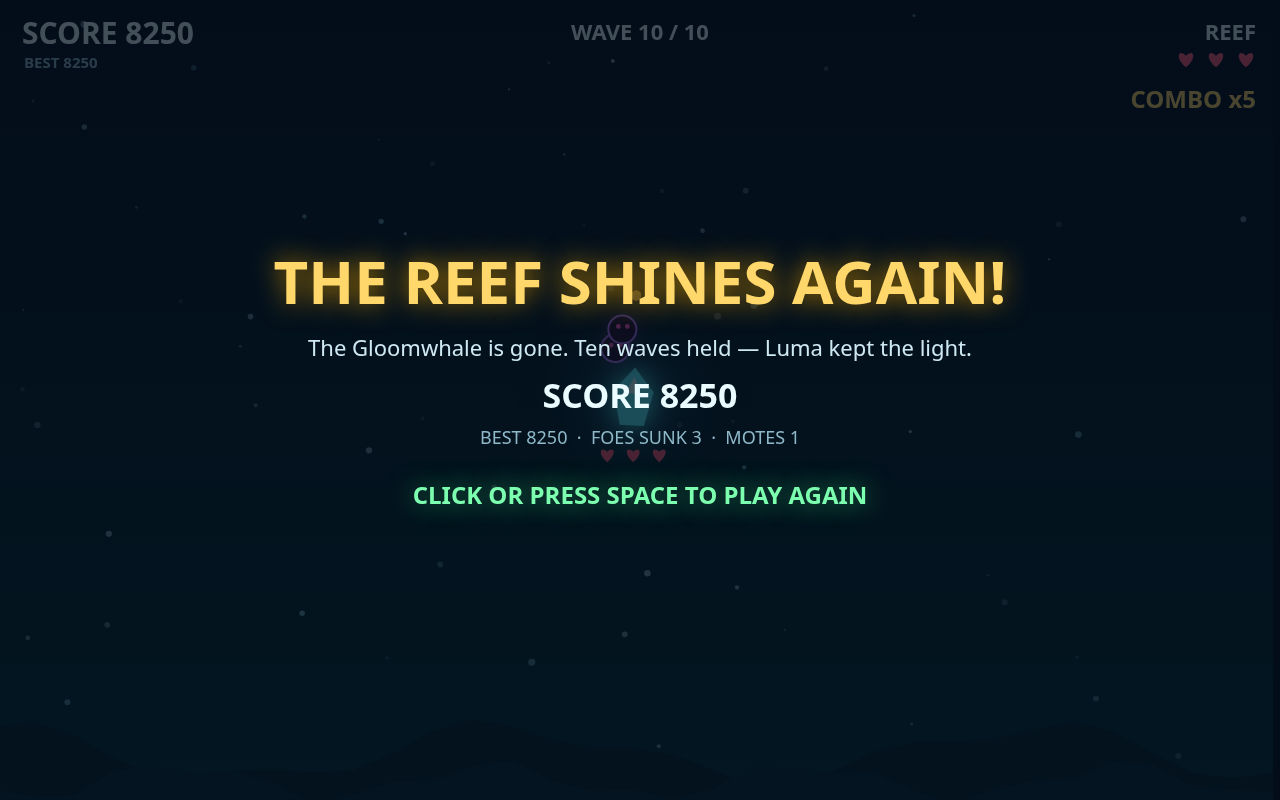 SCORE 8250
WAVE 10 / 10
REEF
BEST 8250
COMBO x5
THE REEF SHINES AGAIN!
The Gloomwhale is gone. Ten waves held — Luma kept the light.
SCORE 8250
BEST 8250 · FOES SUNK 3 · MOTES 1
CLICK OR PRESS SPACE TO PLAY AGAIN